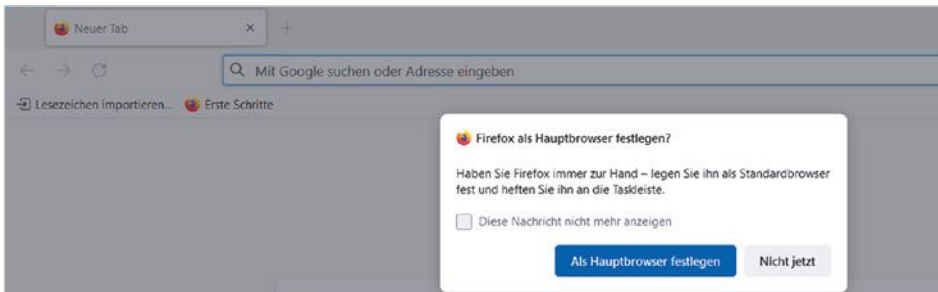 Neuer Tab
Mit Google suchen oder Adresse eingeben
Lesezeichen importieren... Erste Schritte
Firefox als Hauptbrowser festlegen?
Haben Sie Firefox immer zur Hand – legen Sie ihn als Standardbrowser
fest und heften Sie ihn an die Taskleiste.
Diese Nachricht nicht mehr anzeigen
Als Hauptbrowser festlegen Nicht jetzt